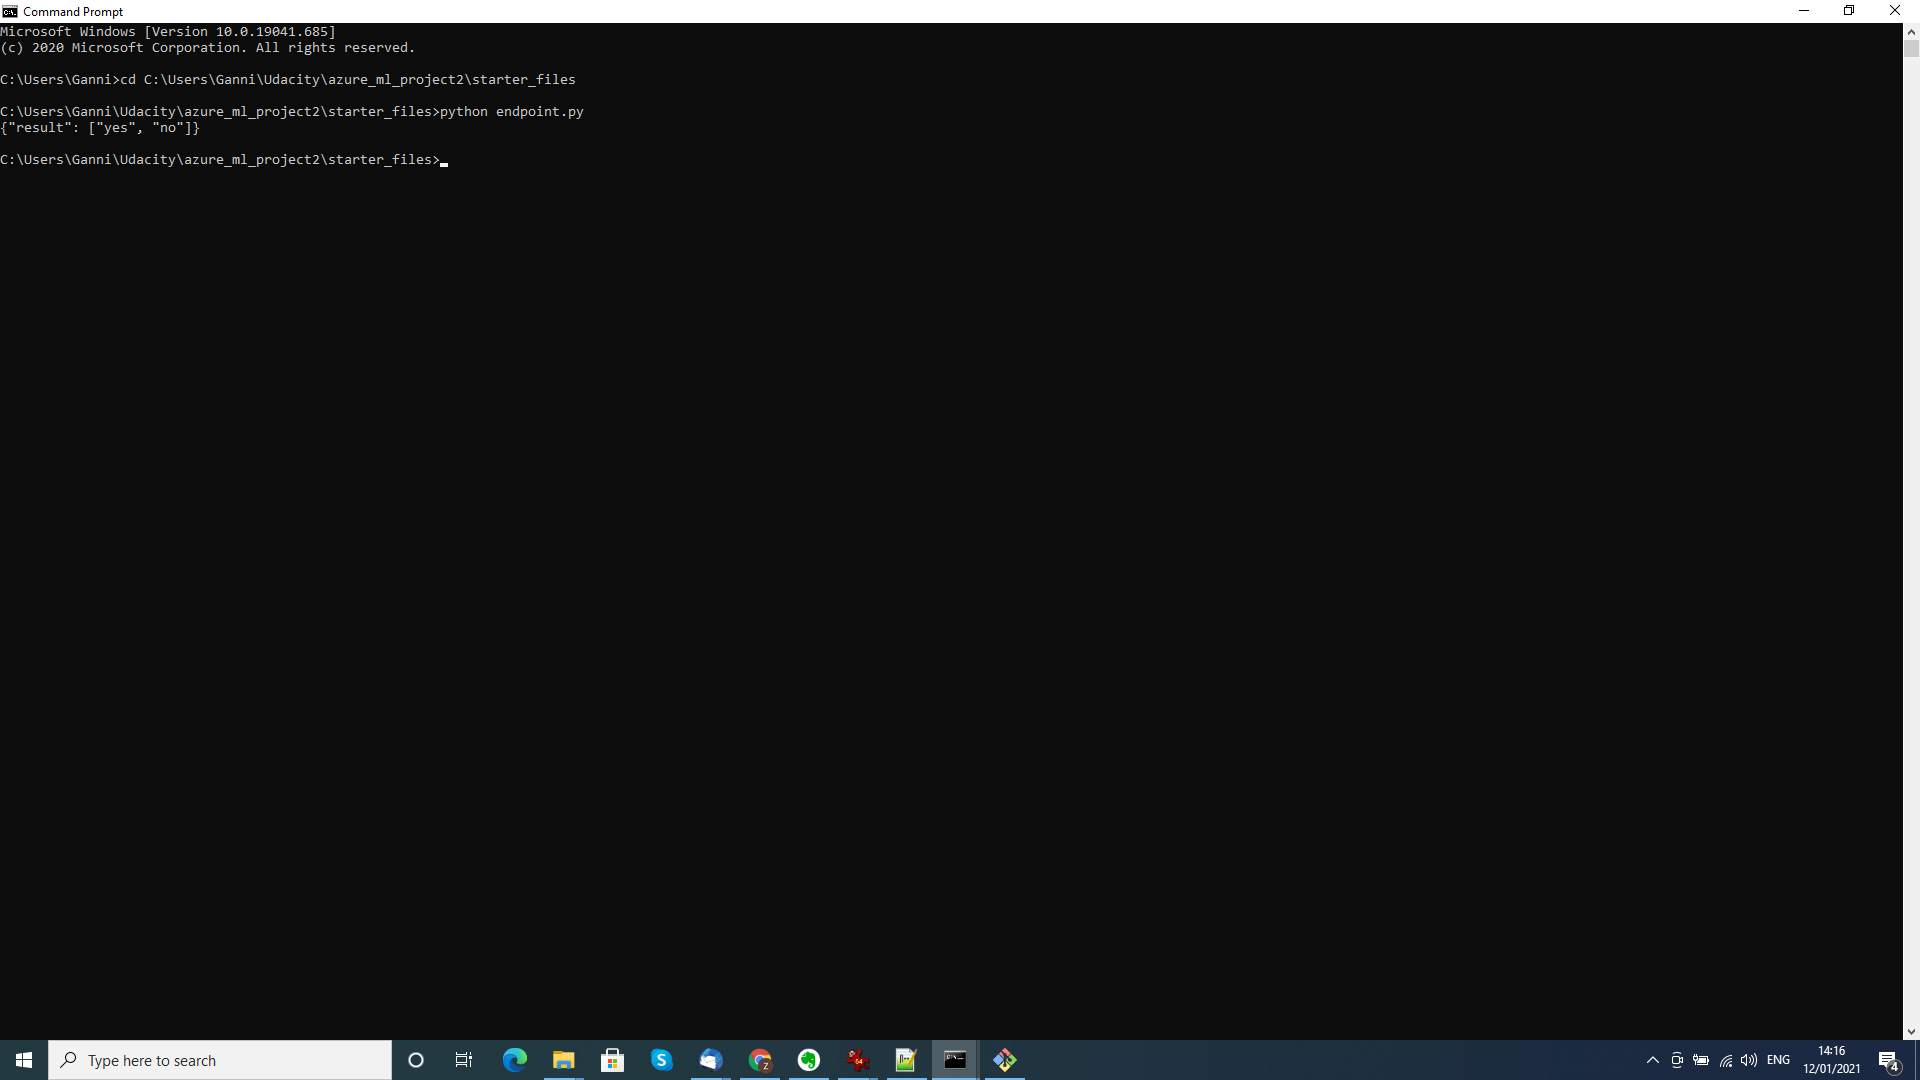 Command Prompt
Microsoft Windows [Version 10.0.19041.685]
(c) 2020 Microsoft Corporation. All rights reserved.
C:\Users\Ganni>cd C:\Users\Ganni\Udacity\azure_ml_project2\starter_files
C:\Users\Ganni\Udacity\azure_ml_project2\starter_files>python endpoint.py
{"result": ["yes", "no"]}
C:\Users\Ganni\Udacity\azure_ml_project2\starter_files>
Type here to search
ENG
14:16
12/01/2021
4